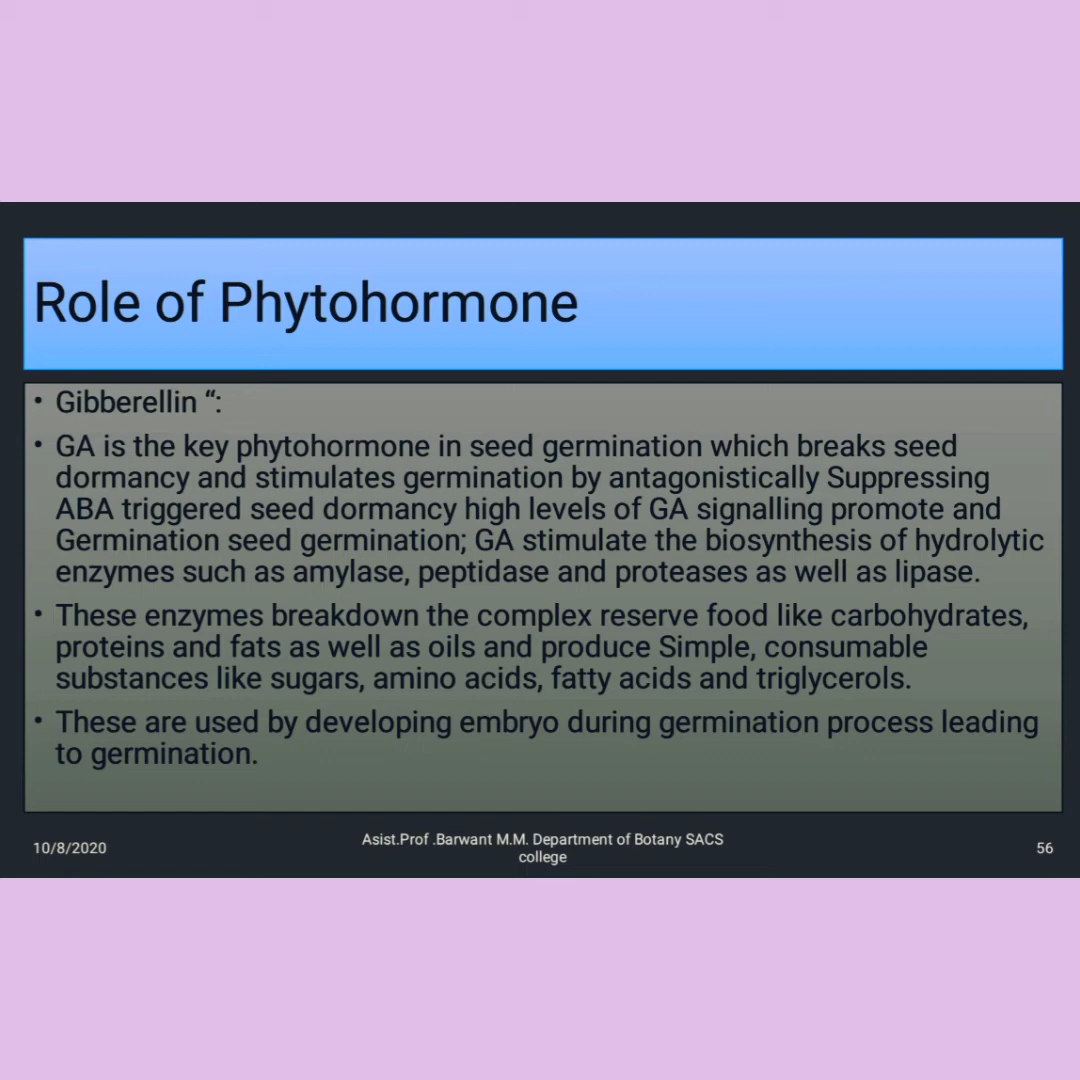 Role of Phytohormone
• Gibberellin “:
• GA is the key phytohormone in seed germination which breaks seed
dormancy and stimulates germination by antagonistically Suppressing
ABA triggered seed dormancy high levels of GA signalling promote and
Germination seed germination; GA stimulate the biosynthesis of hydrolytic
enzymes such as amylase, peptidase and proteases as well as lipase.
• These enzymes breakdown the complex reserve food like carbohydrates,
proteins and fats as well as oils and produce Simple, consumable
substances like sugars, amino acids, fatty acids and triglycerols.
• These are used by developing embryo during germination process leading
to germination.
10/8/2020
Asist.Prof .Barwant M.M. Department of Botany SACS
college
56